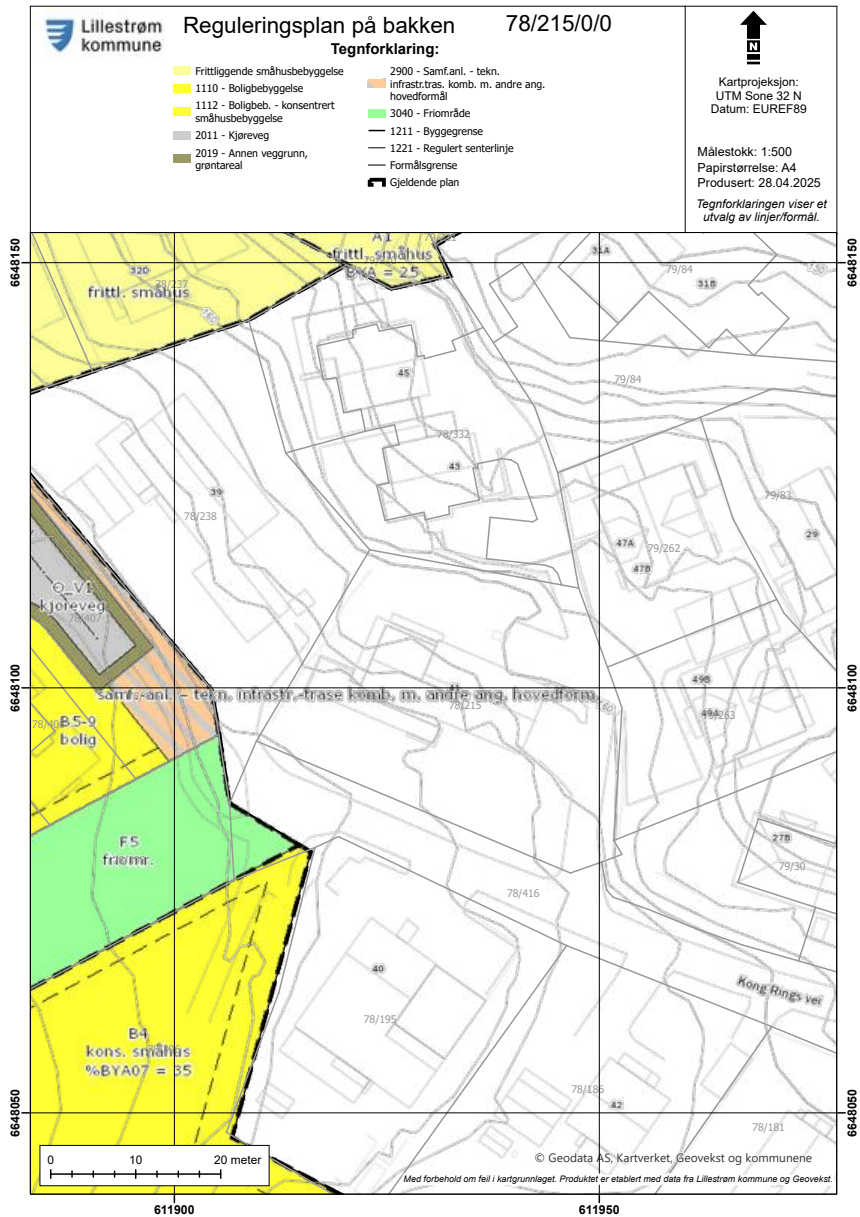 Lillestrøm
kommune
Reguleringsplan på bakken
78/215/0/0
Tegnforklaring:
Frittliggende småhusbebyggelse
1110 - Boligbebyggelse
1112 - Boligbeb. - konsentrert
småhusbebyggelse
2011 - Kjøreveg
2019 - Annen veggrunn,
grøntareal
2900 - Samf.anl. - tekn.
infrastr.tras. komb. m. andre ang.
hovedformål
3040 - Friområde
1211 - Byggegrense
1221 - Regulert senterlinje
Formålsgrense
Gjeldende plan
N
Kartprojeksjon:
UTM Sone 32 N
Datum: EUREF89
Målestokk: 1:500
Papirstørrelse: A4
Produsert: 28.04.2025
Tegnforklaringen viser et
utvalg av linjer/formål.
6648150
6648150
A1
frittl. småhus
BYA = 25
32D
78/237
frittl. småhus
31A
79/84
31B
45
79/84
78/332
43
39
78/238
79/83
29
47A
79/262
47B
O_V1
kjøreveg
78/407
6648100
6648100
samf.-anl. - tekn. infrastr.-trase komb. m. andre ang. hovedform.
78/215
49B
49A
79/263
B5-9
bolig
F5
friomr.
27B
79/30
78/416
40
78/195
Kong Rings vei
B4
kons. småhus
%BYA07 = 35
78/186
42
78/181
6648050
6648050
0 10 20 meter
© Geodata AS, Kartverket, Geovekst og kommunene
Med forbehold om feil i kartgrunnlaget. Produktet er etablert med data fra Lillestrøm kommune og Geovekst.
611900
611950